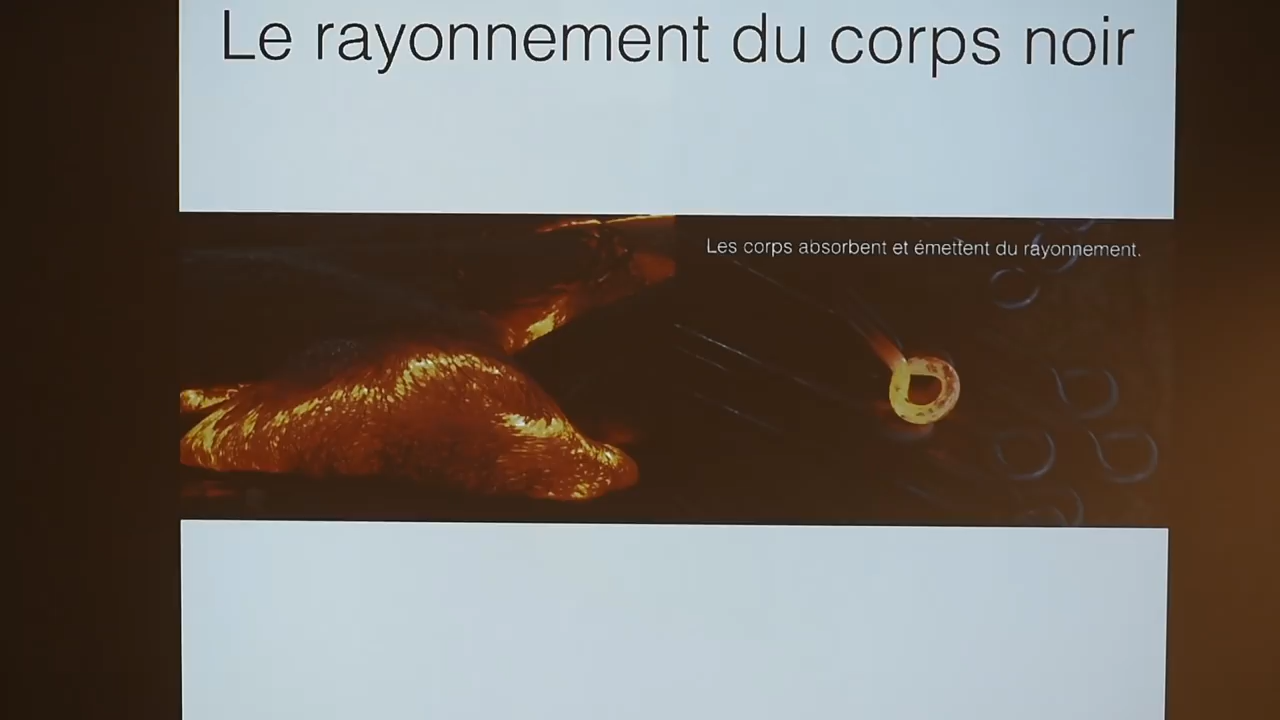 Le rayonnement du corps noir
Les corps absorbent et émettent du rayonnement.